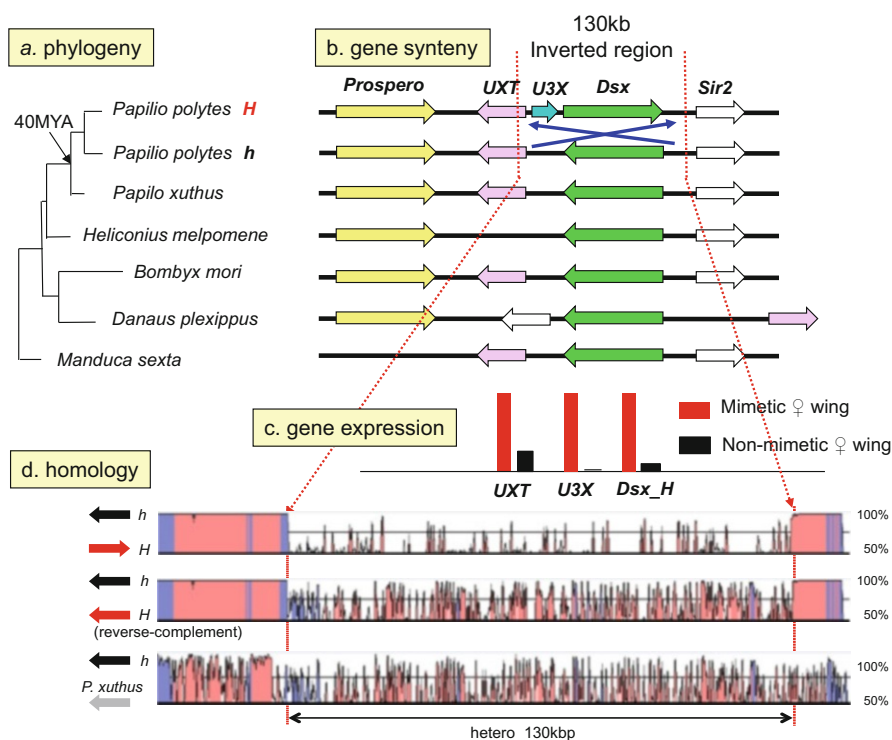 a. phylogeny
40MYA
Papilio polytes H
Papilio polytes h
Papilo xuthus
Heliconius melpomene
Bombyx mori
Danaus plexippus
Manduca sexta
b. gene synteny
130kb
Inverted region
Prospero UXT U3X Dsx Sir2
c. gene expression
Mimetic ♀ wing
Non-mimetic ♀ wing
UXT U3X Dsx_H
d. homology
h 100%
H 50%
h 100%
H 50%
(reverse-complement)
h 100%
P. xuthus 50%
hetero 130kbp